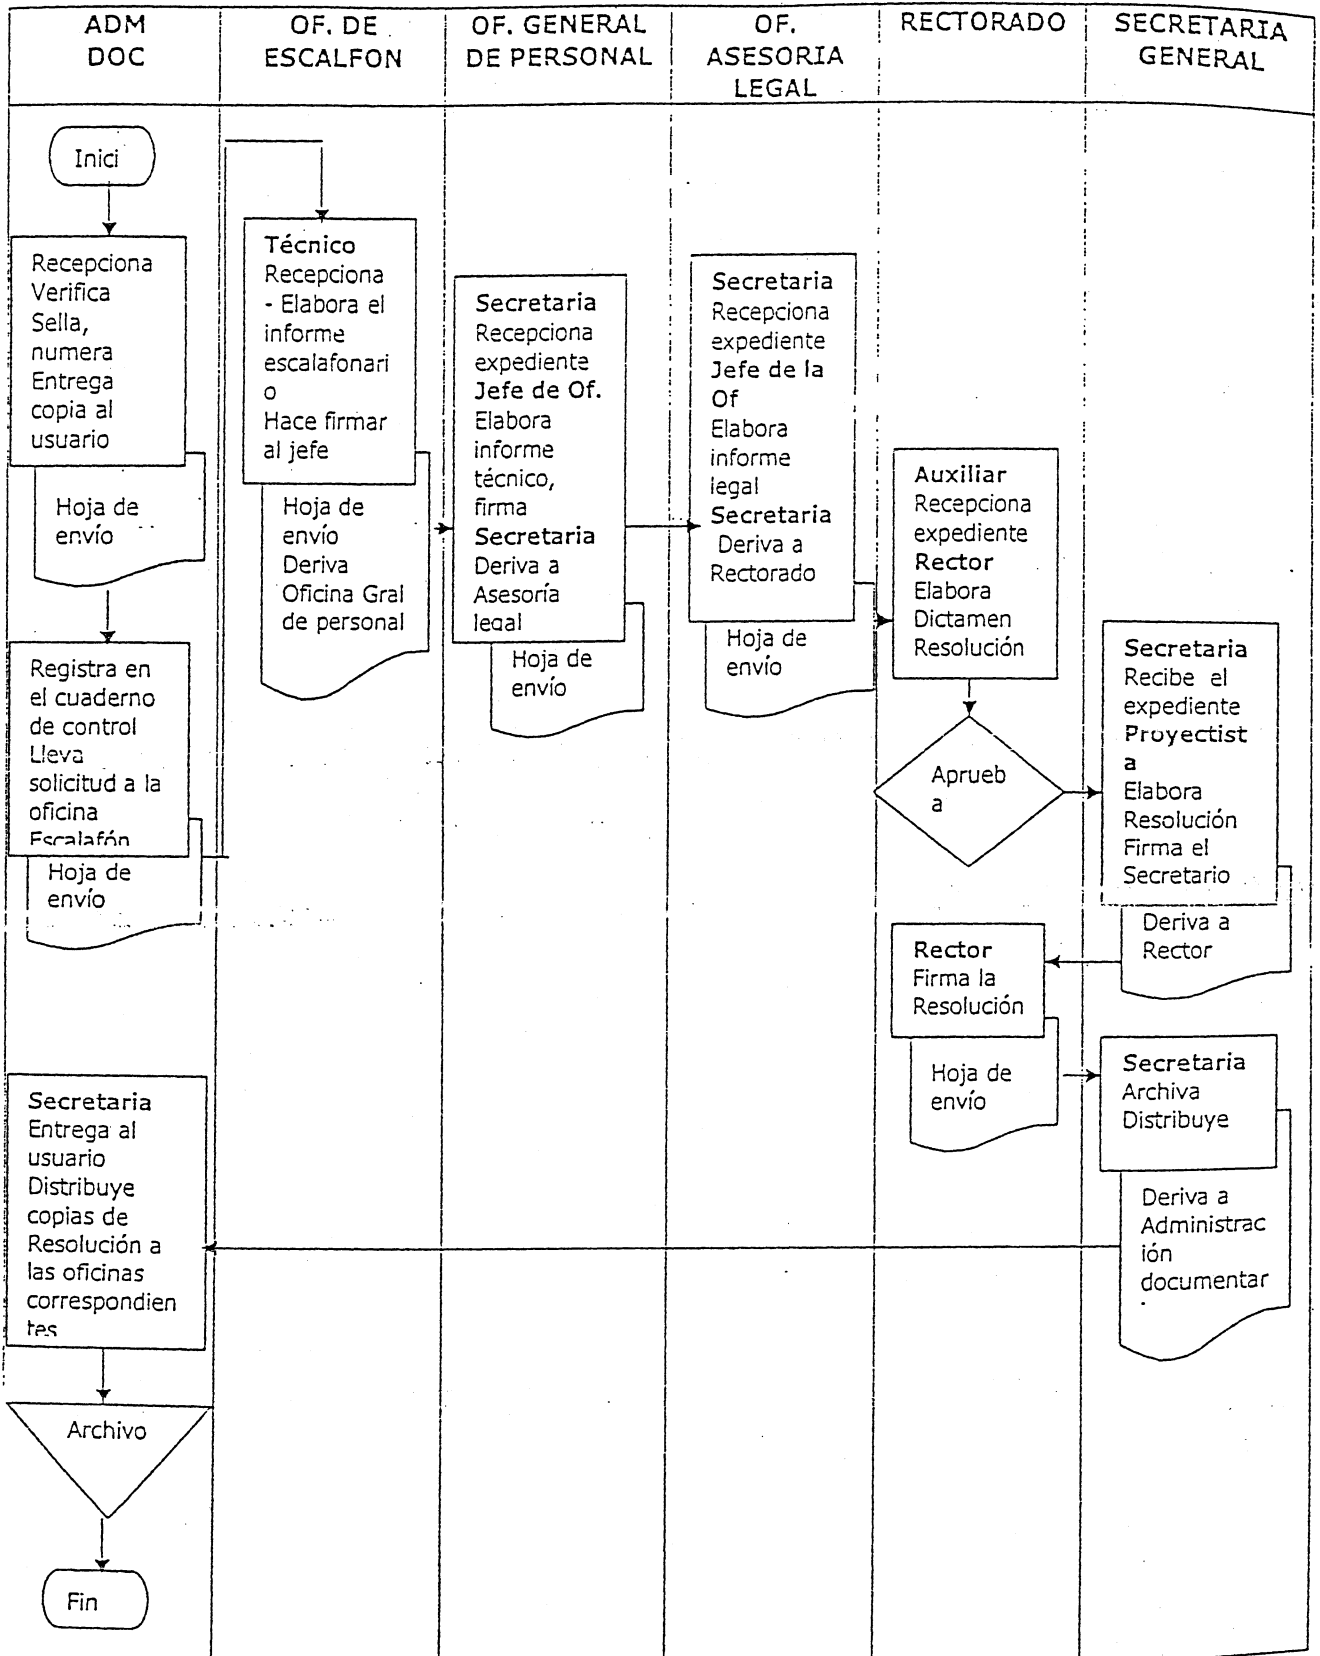 ADM
DOC
OF. DE
ESCALFON
OF. GENERAL
DE PERSONAL
OF.
ASESORIA
LEGAL
RECTORADO
SECRETARIA
GENERAL
Inici
Recepciona
Verifica
Sella,
numera
Entrega
copia al
usuario
Hoja de
envío
Registra en
el cuaderno
de control
Lleva
solicitud a la
oficina
Escalafón
Hoja de
envío
Técnico
Recepciona
- Elabora el
informe
escalafonari
o
Hace firmar
al jefe
Hoja de
envío
Deriva
Oficina Gral
de personal
Secretaria
Recepciona
expediente
Jefe de Of.
Elabora
informe
técnico,
firma
Secretaria
Deriva a
Asesoría
legal
Hoja de
envío
Secretaria
Recepciona
expediente
Jefe de la
Of
Elabora
informe
legal
Secretaria
Deriva a
Rectorado
Hoja de
envío
Auxiliar
Recepciona
expediente
Rector
Elabora
Dictamen
Resolución
Aprueb
a
Secretaria
Recibe el
expediente
Proyectist
a
Elabora
Resolución
Firma el
Secretario
Deriva a
Rector
Rector
Firma la
Resolución
Hoja de
envío
Secretaria
Archiva
Distribuye
Deriva a
Administrac
ión
documentar
Secretaria
Entrega al
usuario
Distribuye
copias de
Resolución a
las oficinas
correspondien
tes
Archivo
Fin